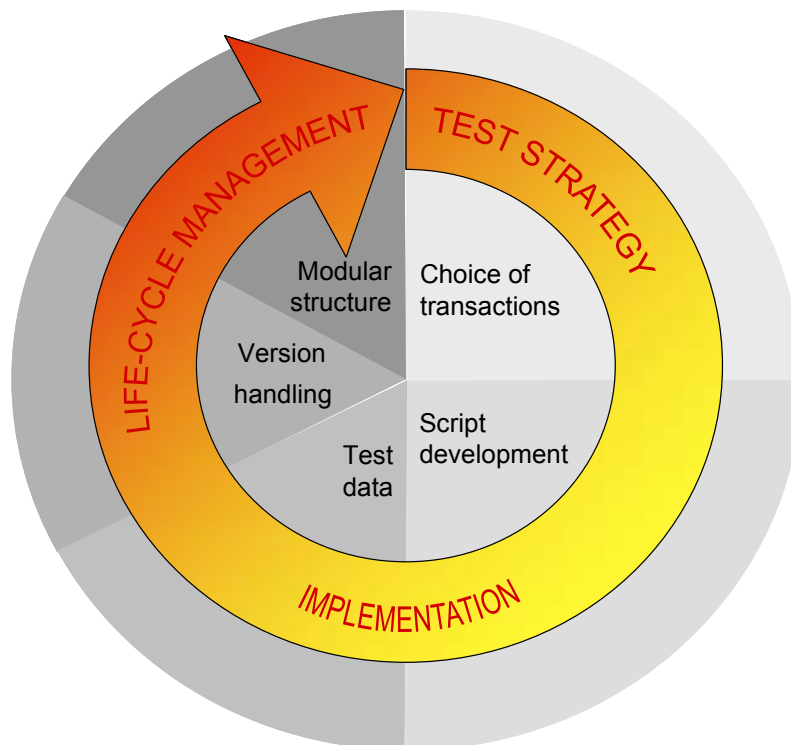 TEST STRATEGY
IMPLEMENTATION
LIFE-CYCLE MANAGEMENT
Choice of
transactions
Script
development
Test
data
Version
handling
Modular
structure